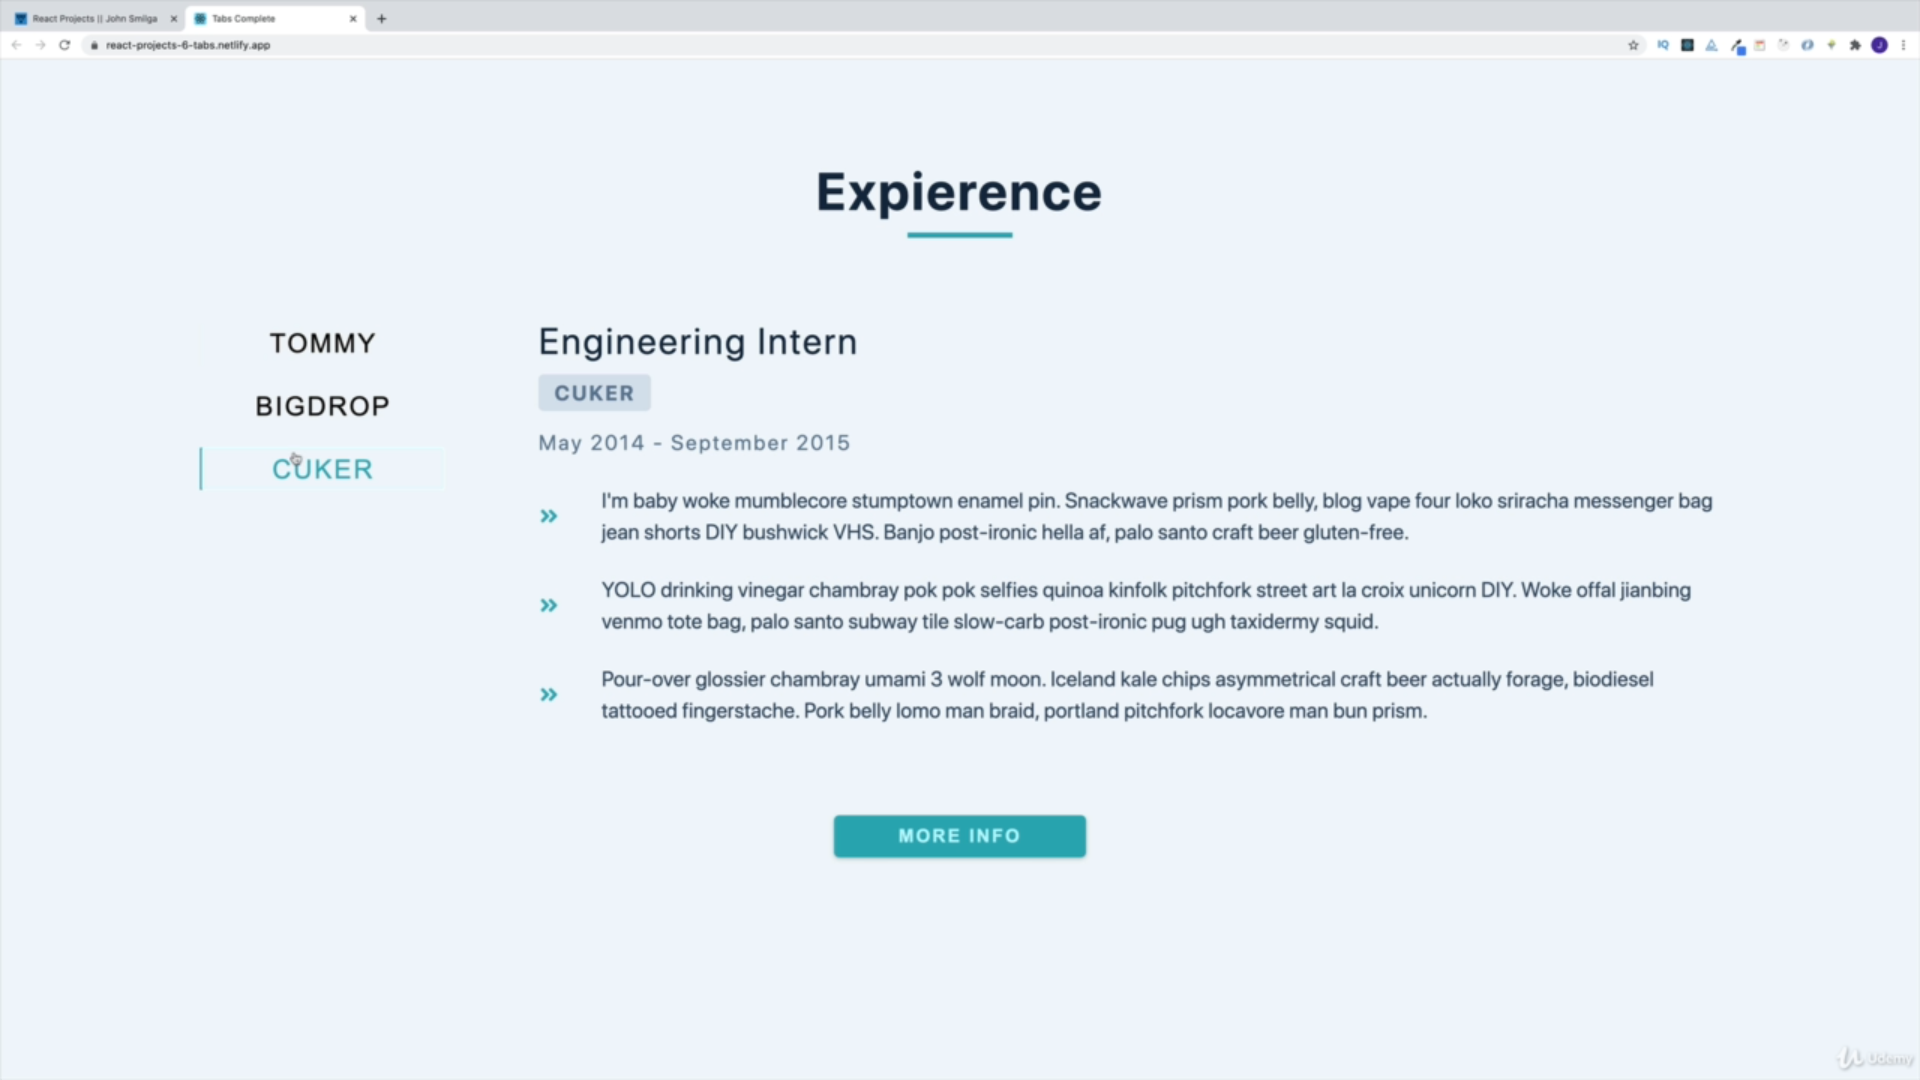 React Projects || John Smilga
Tabs Complete
react-projects-6-tabs.netlify.app
Expierence
TOMMY
BIGDROP
CUKER
Engineering Intern
CUKER
May 2014 - September 2015
I'm baby woke mumblecore stumptown enamel pin. Snackwave prism pork belly, blog vape four loko sriracha messenger bag
jean shorts DIY bushwick VHS. Banjo post-ironic hella af, palo santo craft beer gluten-free.
YOLO drinking vinegar chambray pok pok selfies quinoa kinfolk pitchfork street art la croix unicorn DIY. Woke offal jianbing
venmo tote bag, palo santo subway tile slow-carb post-ironic pug ugh taxidermy squid.
Pour-over glossier chambray umami 3 wolf moon. Iceland kale chips asymmetrical craft beer actually forage, biodiesel
tattooed fingerstache. Pork belly lomo man braid, portland pitchfork locavore man bun prism.
MORE INFO
Udemy